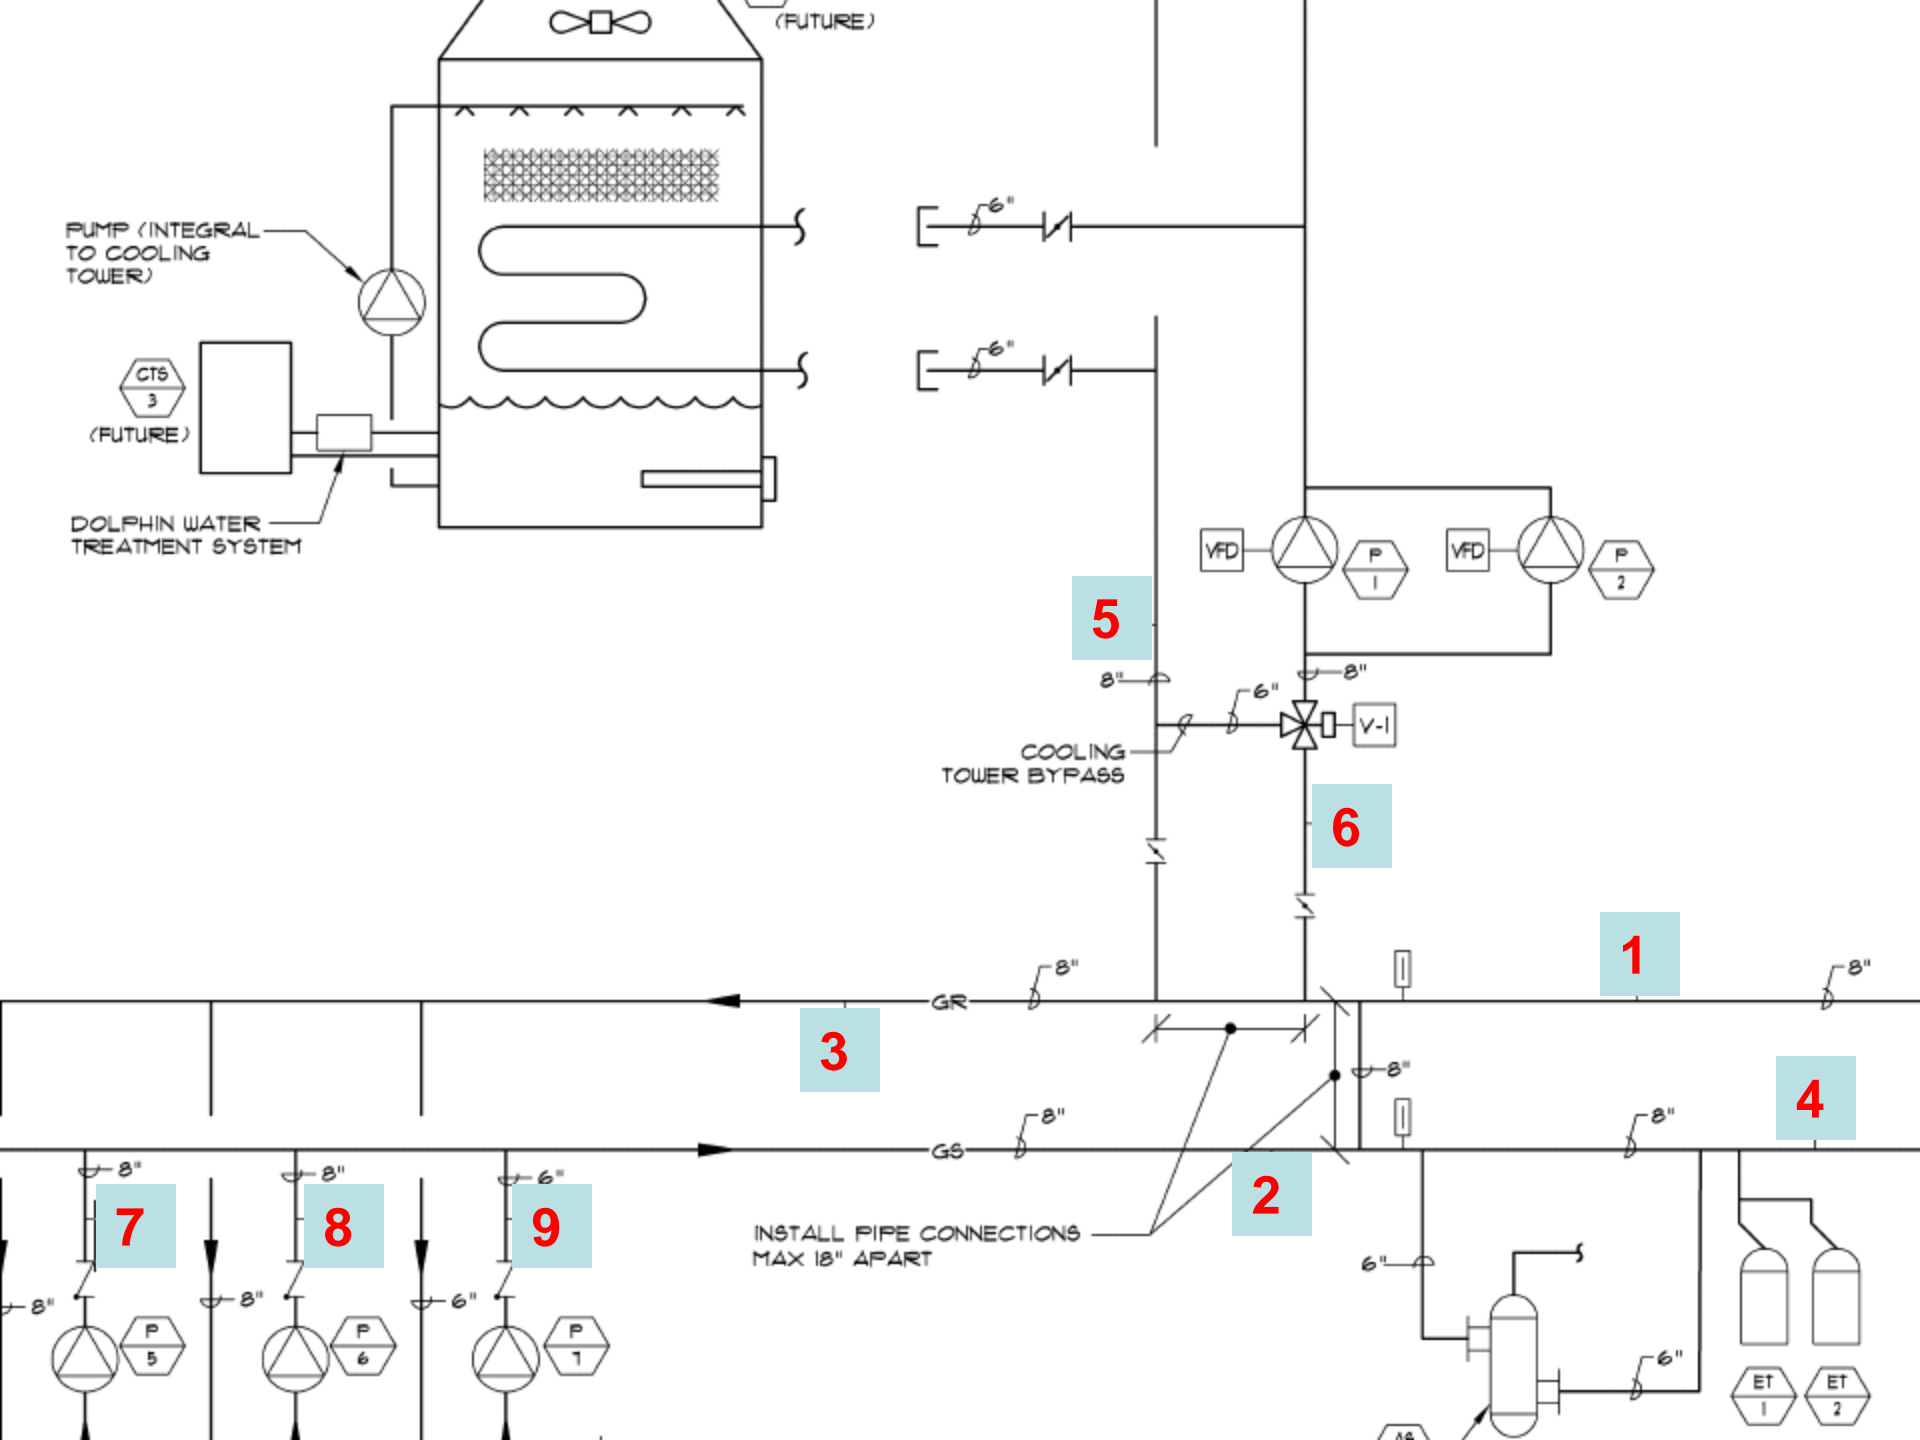 (FUTURE)
6"
PUMP (INTEGRAL
TO COOLING
TOWER)
6"
CTS
3
(FUTURE)
DOLPHIN WATER
TREATMENT SYSTEM
VFD
P
1
VFD
P
2
5
8"
8"
6"
V-1
COOLING
TOWER BYPASS
6
1
8"
8"
GR
3
8"
4
8"
8"
GS
8"
8"
6"
7
8
9
2
INSTALL PIPE CONNECTIONS
MAX 18" APART
6"
8"
8"
6"
P
5
P
6
P
7
6"
ET
1
ET
2